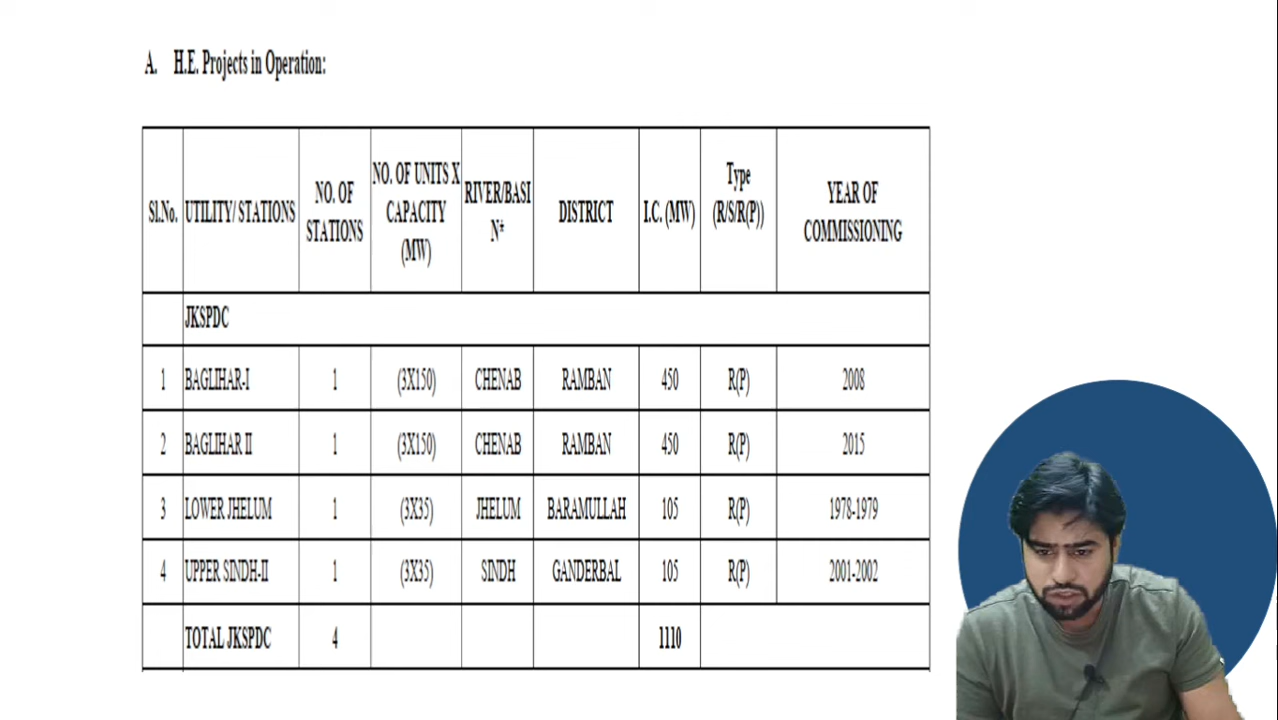 A. H.E. Projects in Operation:
Sl.No. UTILITY/ STATIONS NO. OF STATIONS NO. OF UNITS X CAPACITY (MW) RIVER/BASI N* DISTRICT I.C. (MW) Type (R/S/R(P)) YEAR OF COMMISSIONING
JKSPDC
1 BAGLIHAR-I 1 (3X150) CHENAB RAMBAN 450 R(P) 2008
2 BAGLIHAR II 1 (3X150) CHENAB RAMBAN 450 R(P) 2015
3 LOWER JHELUM 1 (3X35) JHELUM BARAMULLAH 105 R(P) 1978-1979
4 UPPER SINDH-II 1 (3X35) SINDH GANDERBAL 105 R(P) 2001-2002
TOTAL JKSPDC 4 1110